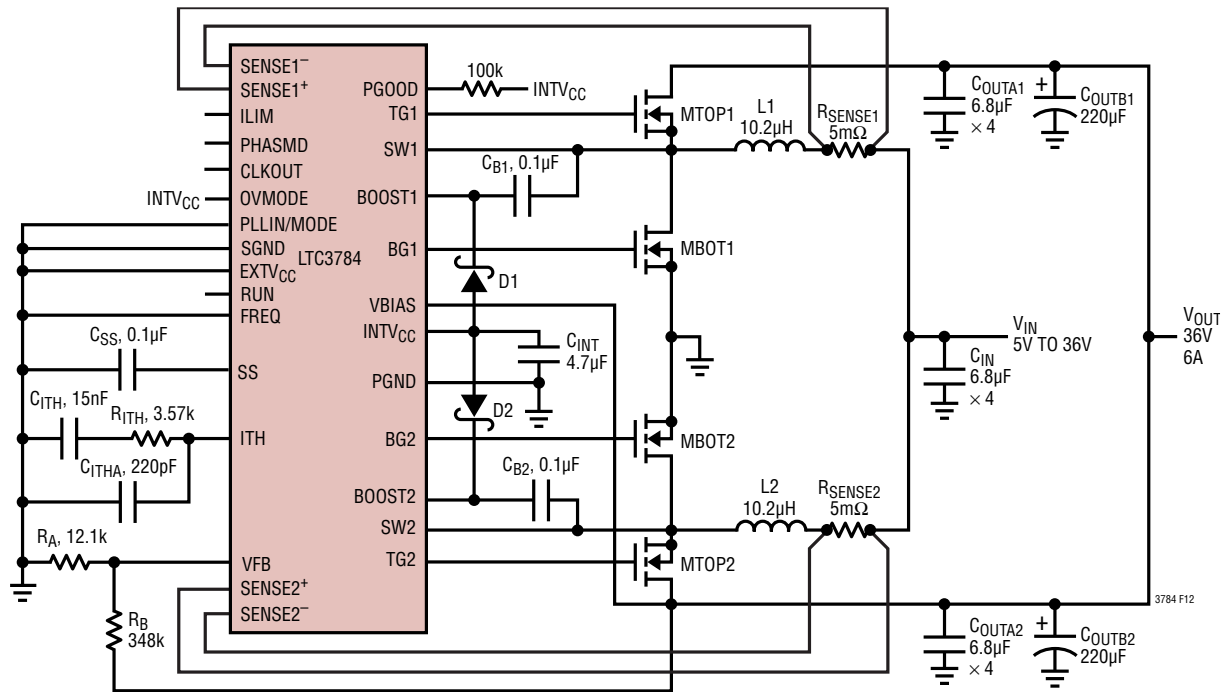 SENSE1–
SENSE1+
ILIM
PHASMD
CLKOUT
INTVCC
OVMODE
PLLIN/MODE
SGND
EXTVCC
RUN
FREQ
CSS, 0.1µF
SS
CITH, 15nF
RITH, 3.57k
ITH
CITHA, 220pF
RA, 12.1k
VFB
SENSE2+
SENSE2–
RB
348k
LTC3784
PGOOD
100k
INTVCC
TG1
SW1
CB1, 0.1µF
BOOST1
BG1
D1
VBIAS
INTVCC
CINT
4.7µF
PGND
D2
BG2
CB2, 0.1µF
BOOST2
SW2
TG2
MTOP1
L1
10.2µH
RSENSE1
5mΩ
MBOT1
MBOT2
L2
10.2µH
RSENSE2
5mΩ
MTOP2
COUTA1
6.8µF
× 4
+
COUTB1
220µF
VIN
5V TO 36V
CIN
6.8µF
× 4
VOUT
36V
6A
3784 F12
COUTA2
6.8µF
× 4
+
COUTB2
220µF